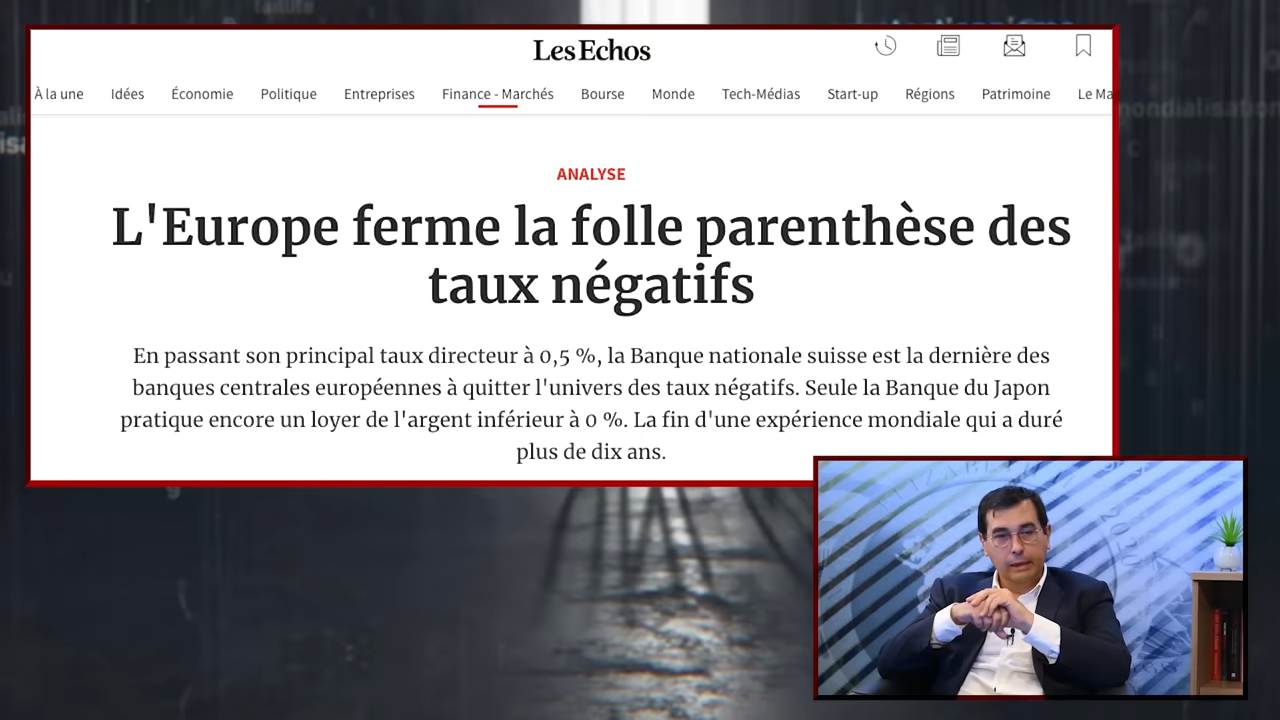 Les Echos
À la une Idées Économie Politique Entreprises Finance - Marchés Bourse Monde Tech-Médias Start-up Régions Patrimoine Le Ma
ANALYSE
L'Europe ferme la folle parenthèse des
taux négatifs
En passant son principal taux directeur à 0,5 %, la Banque nationale suisse est la dernière des
banques centrales européennes à quitter l'univers des taux négatifs. Seule la Banque du Japon
pratique encore un loyer de l'argent inférieur à 0 %. La fin d'une expérience mondiale qui a duré
plus de dix ans.